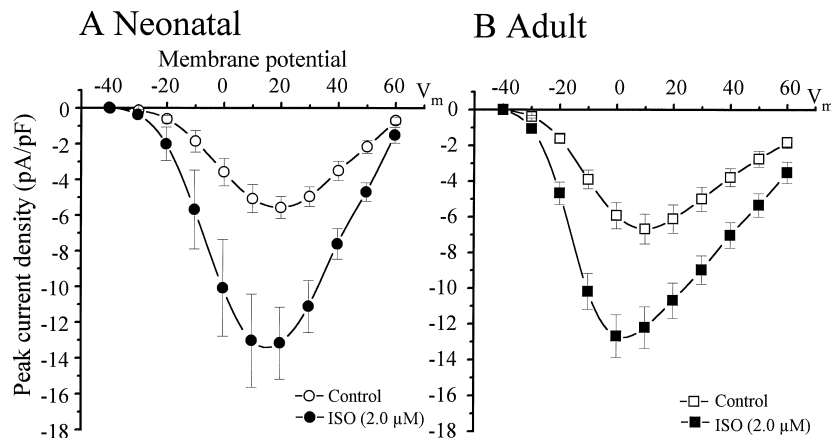 A Neonatal
B Adult
Membrane potential
-40 -20 0 20 40 60 Vm
-40 -20 0 20 40 60 Vm
Peak current density (pA/pF)
0
-2
-4
-6
-8
-10
-12
-14
-16
-18
0
-2
-4
-6
-8
-10
-12
-14
-16
-18
Control
ISO (2.0 µM)
Control
ISO (2.0 µM)